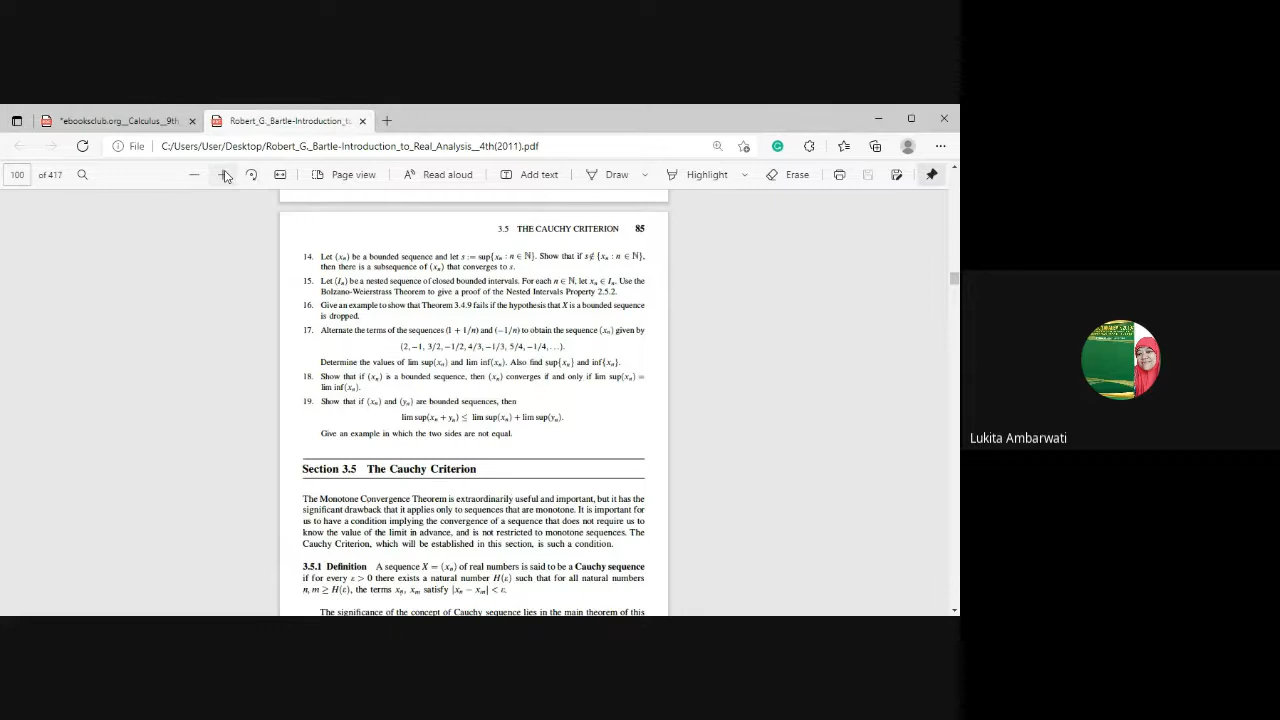 *ebooksclub.org__Calculus__9th
Robert_G._Bartle-Introduction_to
File
C:/Users/User/Desktop/Robert_G._Bartle-Introduction_to_Real_Analysis__4th(2011).pdf
100 of 417
Page view
Read aloud
Add text
Draw
Highlight
Erase
3.5 THE CAUCHY CRITERION 85
14. Let (xₙ) be a bounded sequence and let s := sup{xₙ : n ∈ ℕ}. Show that if s∉ {xₙ : n ∈ ℕ},
then there is a subsequence of (xₙ) that converges to s.
15. Let (Iₙ) be a nested sequence of closed bounded intervals. For each n ∈ ℕ, let xₙ ∈ Iₙ. Use the
Bolzano-Weierstrass Theorem to give a proof of the Nested Intervals Property 2.5.2.
16. Give an example to show that Theorem 3.4.9 fails if the hypothesis that X is a bounded sequence
is dropped.
17. Alternate the terms of the sequences (1 + 1/n) and (−1/n) to obtain the sequence (xₙ) given by
(2, −1, 3/2, −1/2, 4/3, −1/3, 5/4, −1/4, . . .).
Determine the values of lim sup(xₙ) and lim inf(xₙ). Also find sup{xₙ} and inf{xₙ}.
18. Show that if (xₙ) is a bounded sequence, then (xₙ) converges if and only if lim sup(xₙ) =
lim inf(xₙ).
19. Show that if (xₙ) and (yₙ) are bounded sequences, then
lim sup(xₙ + yₙ) ≤ lim sup(xₙ) + lim sup(yₙ).
Give an example in which the two sides are not equal.
Section 3.5 The Cauchy Criterion
The Monotone Convergence Theorem is extraordinarily useful and important, but it has the
significant drawback that it applies only to sequences that are monotone. It is important for
us to have a condition implying the convergence of a sequence that does not require us to
know the value of the limit in advance, and is not restricted to monotone sequences. The
Cauchy Criterion, which will be established in this section, is such a condition.
3.5.1 Definition A sequence X = (xₙ) of real numbers is said to be a Cauchy sequence
if for every ε > 0 there exists a natural number H(ε) such that for all natural numbers
n, m ≥ H(ε), the terms xₙ, xₘ satisfy |xₙ − xₘ| < ε.
The significance of the concept of Cauchy sequence lies in the main theorem of this
Lukita Ambarwati